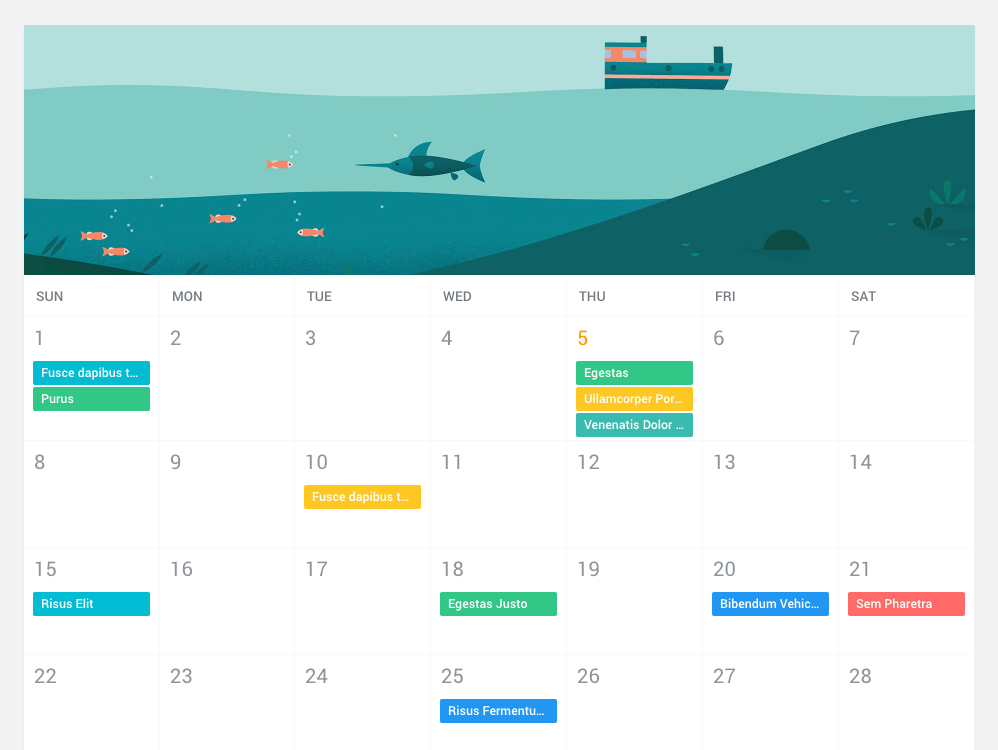 SUN MON TUE WED THU FRI SAT
1 2 3 4 5 6 7
Fusce dapibus t... Egestas
Purus Ullamcorper Por...
Venenatis Dolor ...
8 9 10 11 12 13 14
Fusce dapibus t...
15 16 17 18 19 20 21
Risus Elit Egestas Justo Bibendum Vehic... Sem Pharetra
22 23 24 25 26 27 28
Risus Fermentu...